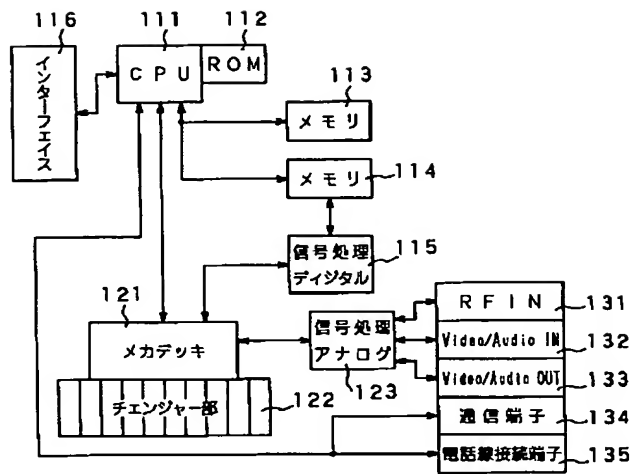 116
111
112
インターフェイス
CPU
ROM
113
メモリ
114
メモリ
信号処理
ディジタル
115
121
メカデッキ
信号処理
アナログ
123
チェンジャー部
122
RF IN
131
Video/Audio IN
132
Video/Audio OUT
133
通信端子
134
電話線接続端子
135